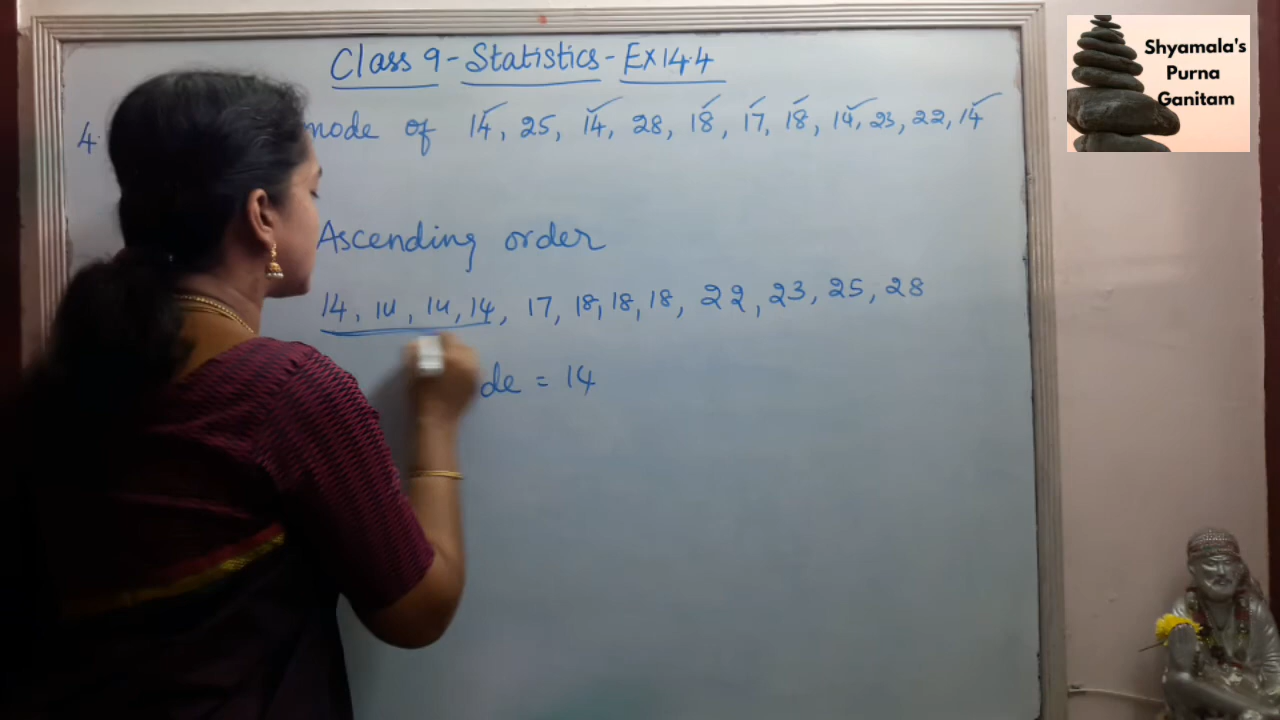 Class 9 - Statistics - Ex 14.4
4. mode of 14, 25, 14, 28, 18, 17, 18, 14, 23, 22, 14
Ascending order
14, 14, 14, 14, 17, 18, 18, 18, 22, 23, 25, 28
de = 14
Shyamala's
Purna
Ganitam